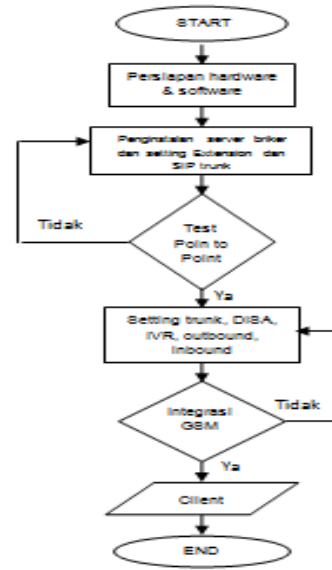 START
Persiapan hardware
& software
Penginstalan server briker
dan setting Extension dan
SIP trunk
Tidak
Test
Poin to
Point
Ya
Setting trunk, DISA,
IVR, outbound,
Inbound
Integrasi
GSM
Tidak
Ya
Client
END